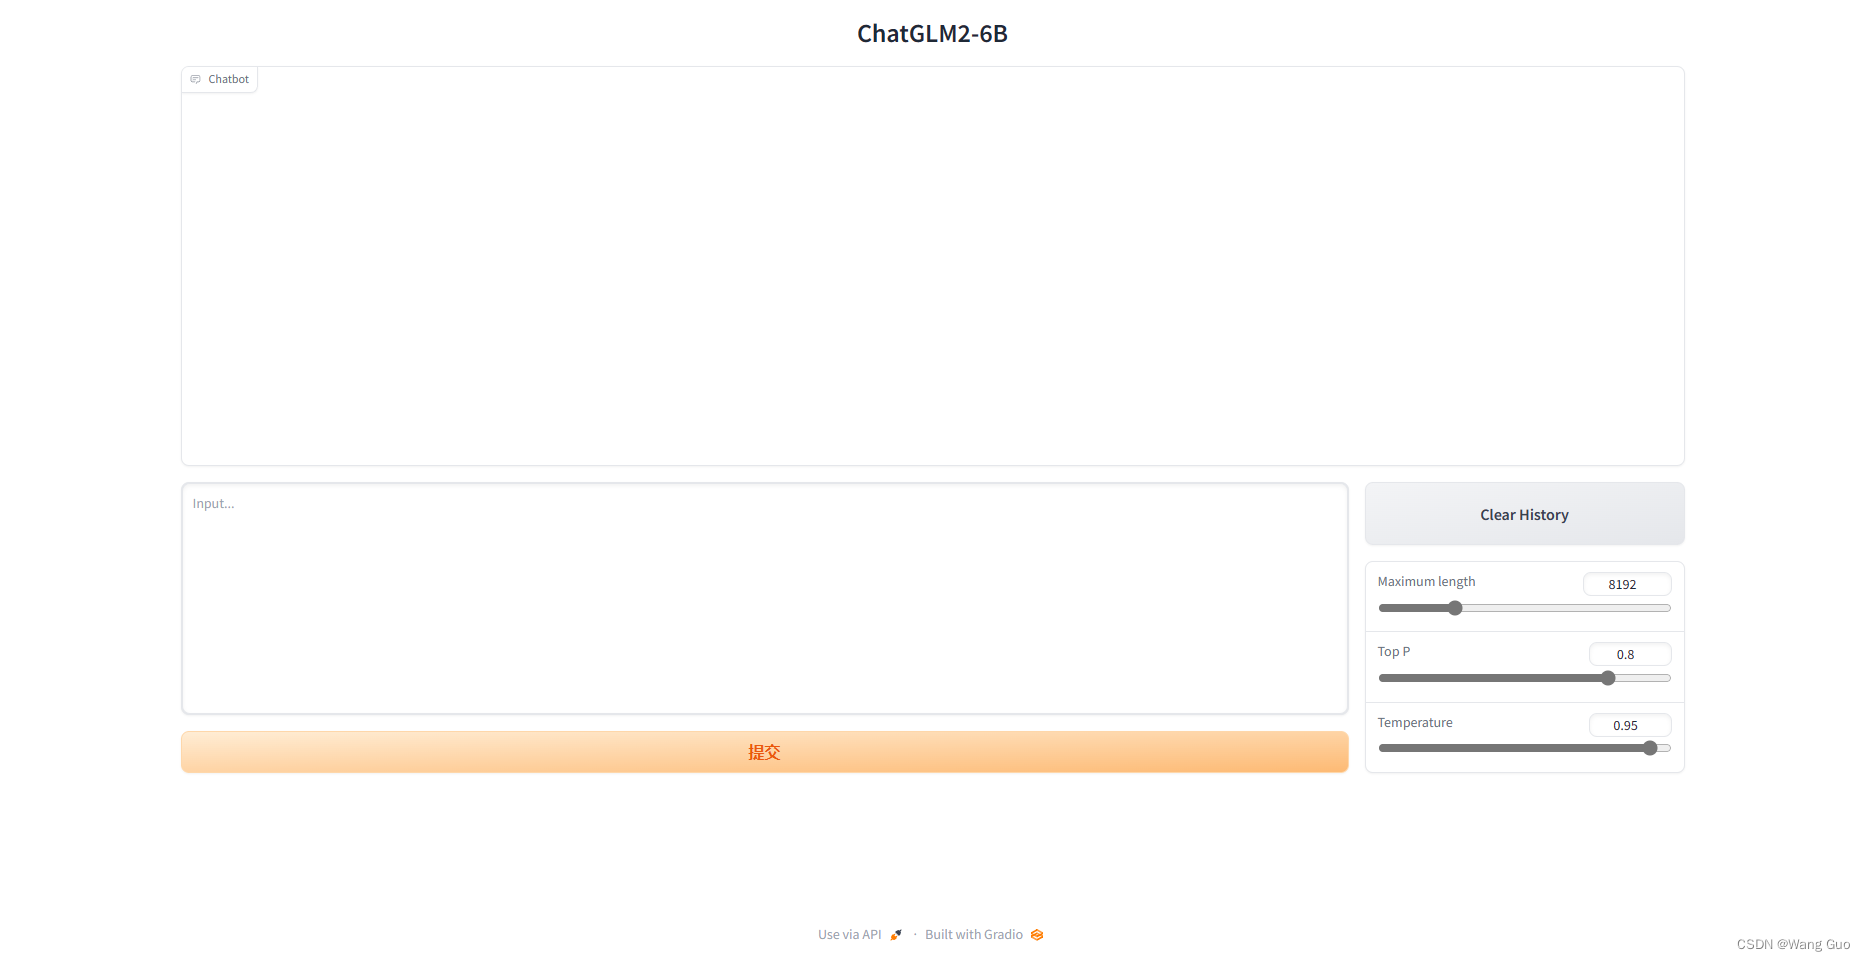 ChatGLM2-6B
Chatbot
Input...
Clear History
Maximum length
8192
Top P
0.8
Temperature
0.95
提交
Use via API · Built with Gradio
CSDN @Wang Guo